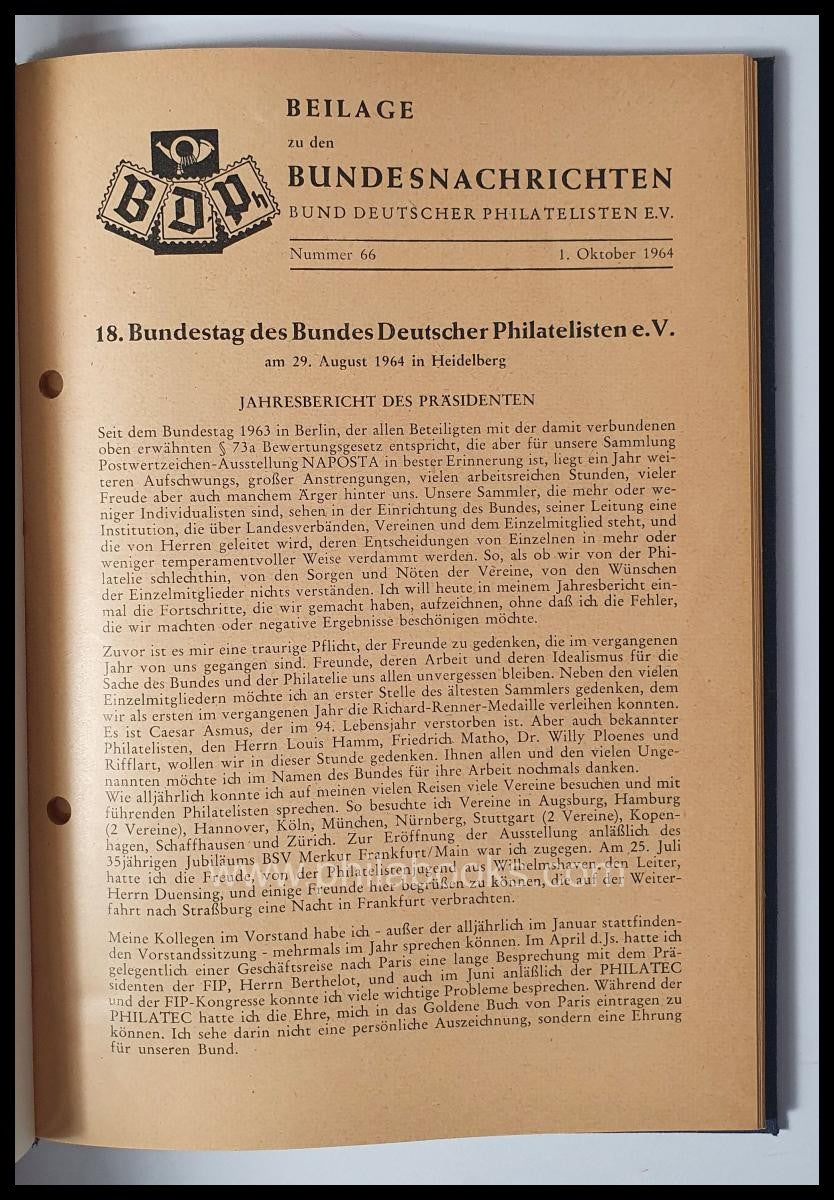 BEILAGE
zu den
BUNDESNACHRICHTEN
BUND DEUTSCHER PHILATELISTEN E.V.
BDPh
Nummer 66 1. Oktober 1964
18. Bundestag des Bundes Deutscher Philatelisten e.V.
am 29. August 1964 in Heidelberg
JAHRESBERICHT DES PRÄSIDENTEN
Seit dem Bundestag 1963 in Berlin, der allen Beteiligten mit der damit verbundenen
oben erwähnten § 73a Bewertungsgesetz entspricht, die aber für unsere Sammlung
Postwertzeichen-Ausstellung NAPOSTA in bester Erinnerung ist, liegt ein Jahr wei-
teren Aufschwungs, großer Anstrengungen, vielen arbeitsreichen Stunden, vieler
Freude aber auch manchem Ärger hinter uns. Unsere Sammler, die mehr oder we-
niger Individualisten sind, sehen in der Einrichtung des Bundes, seiner Leitung eine
Institution, die über Landesverbänden, Vereinen und dem Einzelmitglied steht, und
die von Herren geleitet wird, deren Entscheidungen von Einzelnen in mehr oder
weniger temperamentvoller Weise verdammt werden. So, als ob wir von der Phi-
latelie schlechthin, von den Sorgen und Nöten der Vereine, von den Wünschen
der Einzelmitglieder nichts verständen. Ich will heute in meinem Jahresbericht ein-
mal die Fortschritte, die wir gemacht haben, aufzeichnen, ohne daß ich die Fehler,
die wir machten oder negative Ergebnisse beschönigen möchte.
Zuvor ist es mir eine traurige Pflicht, der Freunde zu gedenken, die im vergangenen
Jahr von uns gegangen sind. Freunde, deren Arbeit und deren Idealismus für die
Sache des Bundes und der Philatelie uns allen unvergessen bleiben. Neben den vielen
Einzelmitgliedern möchte ich an erster Stelle des ältesten Sammlers gedenken, dem
wir als ersten im vergangenen Jahr die Richard-Renner-Medaille verleihen konnten.
Es ist Caesar Asmus, der im 94. Lebensjahr verstorben ist. Aber auch bekannter
Philatelisten, den Herrn Louis Hamm, Friedrich Matho, Dr. Willy Ploenes und
Rifflart, wollen wir in dieser Stunde gedenken. Ihnen allen und den vielen Unge-
nannten möchte ich im Namen des Bundes für ihre Arbeit nochmals danken.
Wie alljährlich konnte ich auf meinen vielen Reisen viele Vereine besuchen und mit
führenden Philatelisten sprechen. So besuchte ich Vereine in Augsburg, Hamburg
(2 Vereine), Hannover, Köln, München, Nürnberg, Stuttgart (2 Vereine), Kopen-
hagen, Schaffhausen und Zürich. Zur Eröffnung der Ausstellung anläßlich des
35jährigen Jubiläums BSV Merkur Frankfurt/Main war ich zugegen. Am 25. Juli
hatte ich die Freude, von der Philatelistenjugend aus Wilhelmshaven den Leiter,
Herrn Duensing, und einige Freunde hier begrüßen zu können, die auf der Weiter-
fahrt nach Straßburg eine Nacht in Frankfurt verbrachten.
www.philabooks.com
Meine Kollegen im Vorstand habe ich - außer der alljährlich im Januar stattfinden-
den Vorstandssitzung - mehrmals im Jahr sprechen können. Im April d.Js. hatte ich
gelegentlich einer Geschäftsreise nach Paris eine lange Besprechung mit dem Prä-
sidenten der FIP, Herrn Berthelot, und auch im Juni anläßlich der PHILATEC
und der FIP-Kongresse konnte ich viele wichtige Probleme besprechen. Während der
PHILATEC hatte ich die Ehre, mich in das Goldene Buch von Paris eintragen zu
können. Ich sehe darin nicht eine persönliche Auszeichnung, sondern eine Ehrung
für unseren Bund.